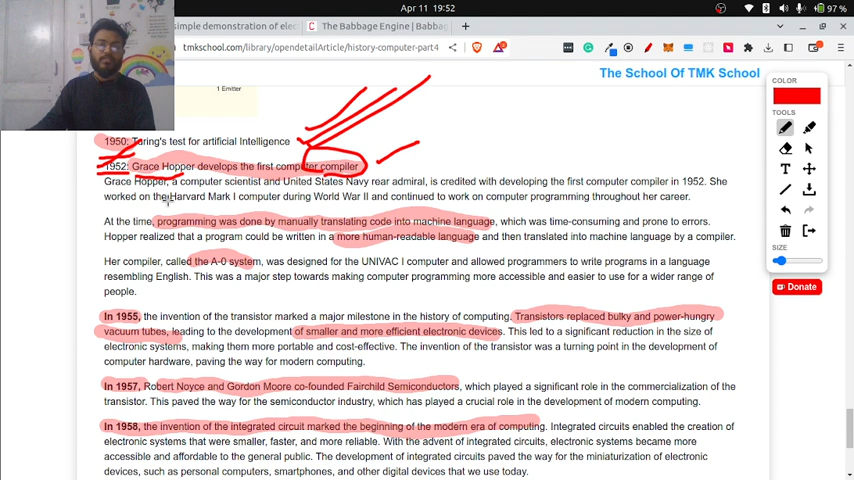 Apr 11 19:52
97 %
simple demonstration of elec
The Babbage Engine | Babbag
tmkschool.com/library/opendetailArticle/history-computer-part4
The School Of TMK School
1 Emitter
1950: Turing's test for artificial Intelligence
1952: Grace Hopper develops the first computer compiler
Grace Hopper, a computer scientist and United States Navy rear admiral, is credited with developing the first computer compiler in 1952. She
worked on the Harvard Mark I computer during World War II and continued to work on computer programming throughout her career.
At the time, programming was done by manually translating code into machine language, which was time-consuming and prone to errors.
Hopper realized that a program could be written in a more human-readable language and then translated into machine language by a compiler.
Her compiler, called the A-0 system, was designed for the UNIVAC I computer and allowed programmers to write programs in a language
resembling English. This was a major step towards making computer programming more accessible and easier to use for a wider range of
people.
In 1955, the invention of the transistor marked a major milestone in the history of computing. Transistors replaced bulky and power-hungry
vacuum tubes, leading to the development of smaller and more efficient electronic devices. This led to a significant reduction in the size of
electronic systems, making them more portable and cost-effective. The invention of the transistor was a turning point in the development of
computer hardware, paving the way for modern computing.
In 1957, Robert Noyce and Gordon Moore co-founded Fairchild Semiconductors, which played a significant role in the commercialization of the
transistor. This paved the way for the semiconductor industry, which has played a crucial role in the development of modern computing.
In 1958, the invention of the integrated circuit marked the beginning of the modern era of computing. Integrated circuits enabled the creation of
electronic systems that were smaller, faster, and more reliable. With the advent of integrated circuits, electronic systems became more
accessible and affordable to the general public. The development of integrated circuits paved the way for the miniaturization of electronic
devices, such as personal computers, smartphones, and other digital devices that we use today.
COLOR
TOOLS
T
SIZE
Donate